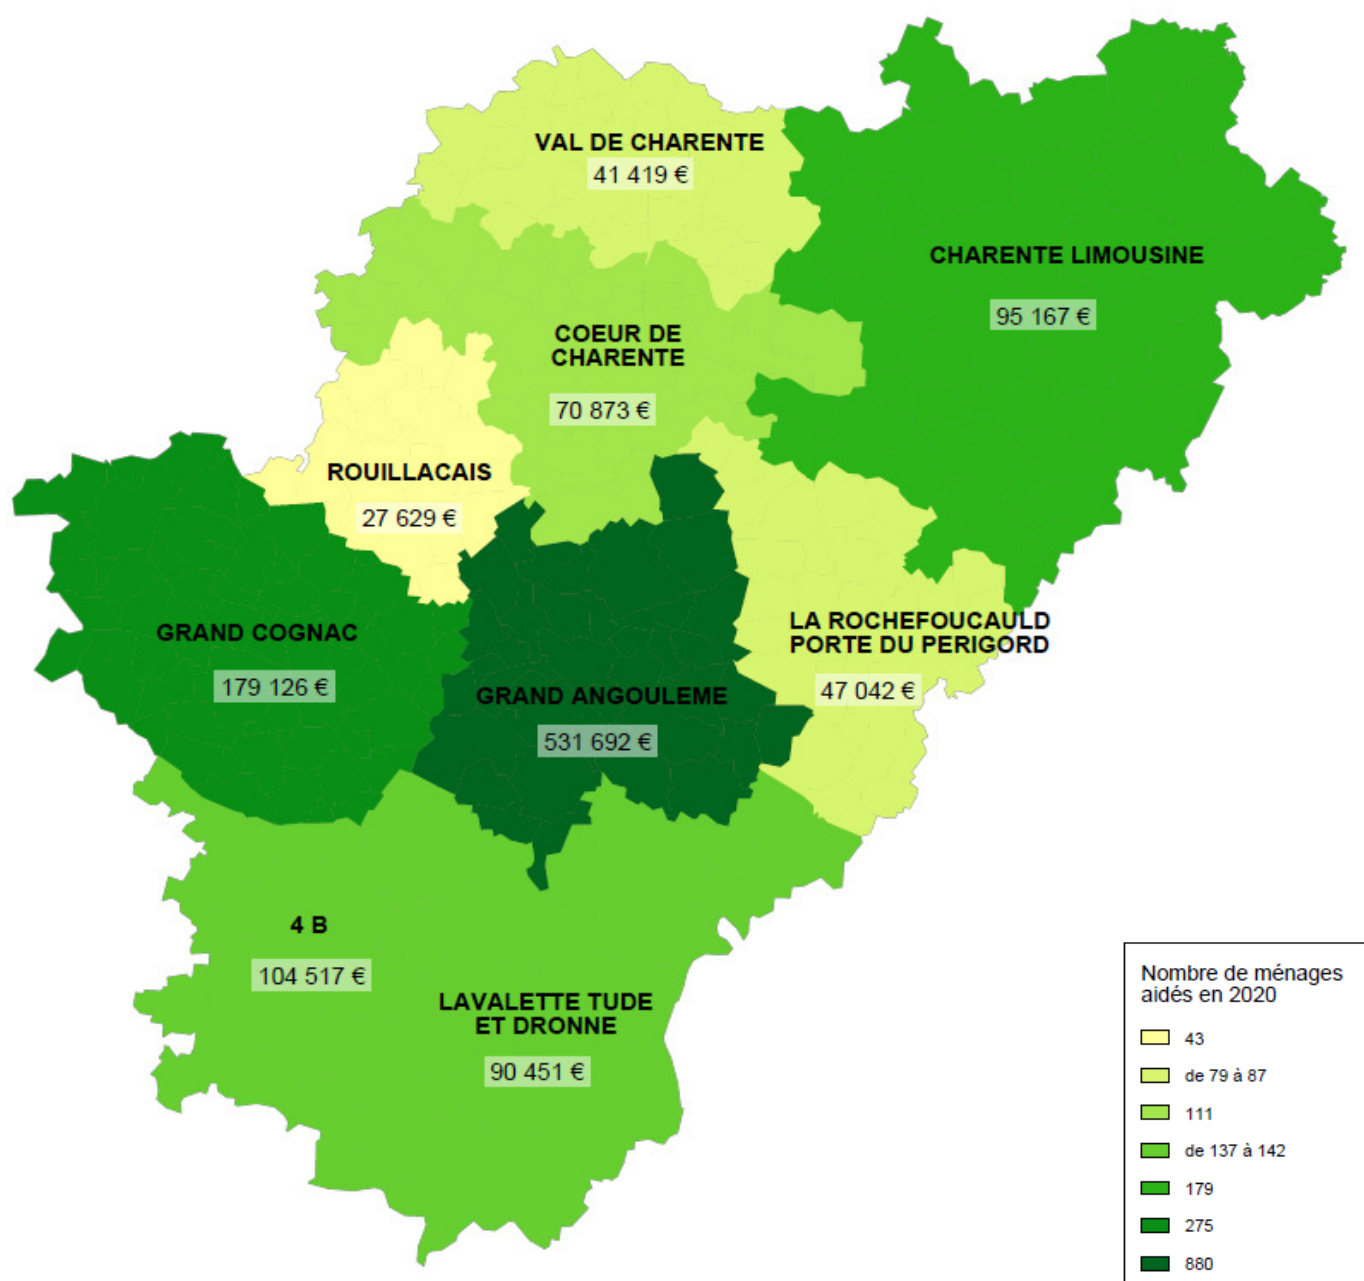 VAL DE CHARENTE
41 419 €
CHARENTE LIMOUSINE
95 167 €
COEUR DE
CHARENTE
70 873 €
ROUILLACAIS
27 629 €
GRAND COGNAC
179 126 €
LA ROCHEFOUCAULD
PORTE DU PERIGORD
47 042 €
GRAND ANGOULEME
531 692 €
4 B
104 517 €
LAVALETTE TUDE
ET DRONNE
90 451 €
Nombre de ménages
aidés en 2020
43
de 79 à 87
111
de 137 à 142
179
275
880